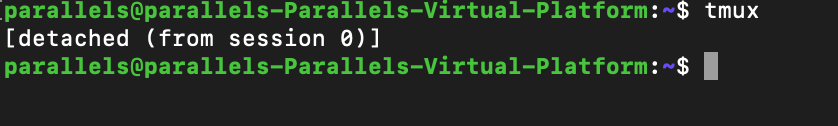 parallels@parallels-Parallels-Virtual-Platform:~$ tmux
[detached (from session 0)]
parallels@parallels-Parallels-Virtual-Platform:~$